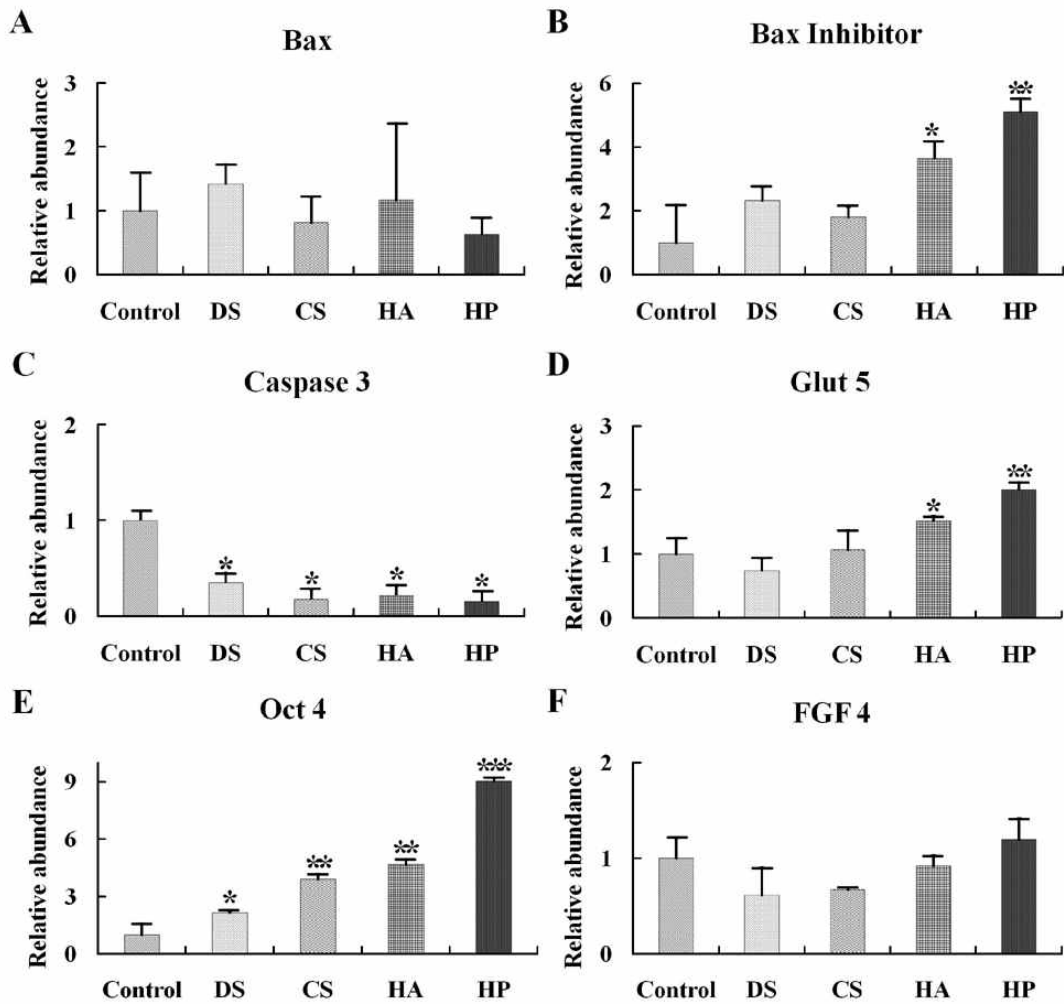 A
Bax
Relative abundance
3
2
1
0
Control DS CS HA HP
B
Bax Inhibitor
Relative abundance
6
4
2
0
*
**
Control DS CS HA HP
C
Caspase 3
Relative abundance
2
1
0
* * * *
Control DS CS HA HP
D
Glut 5
Relative abundance
3
2
1
0
*
**
Control DS CS HA HP
E
Oct 4
Relative abundance
9
6
3
0
*
**
**
***
Control DS CS HA HP
F
FGF 4
Relative abundance
2
1
0
Control DS CS HA HP